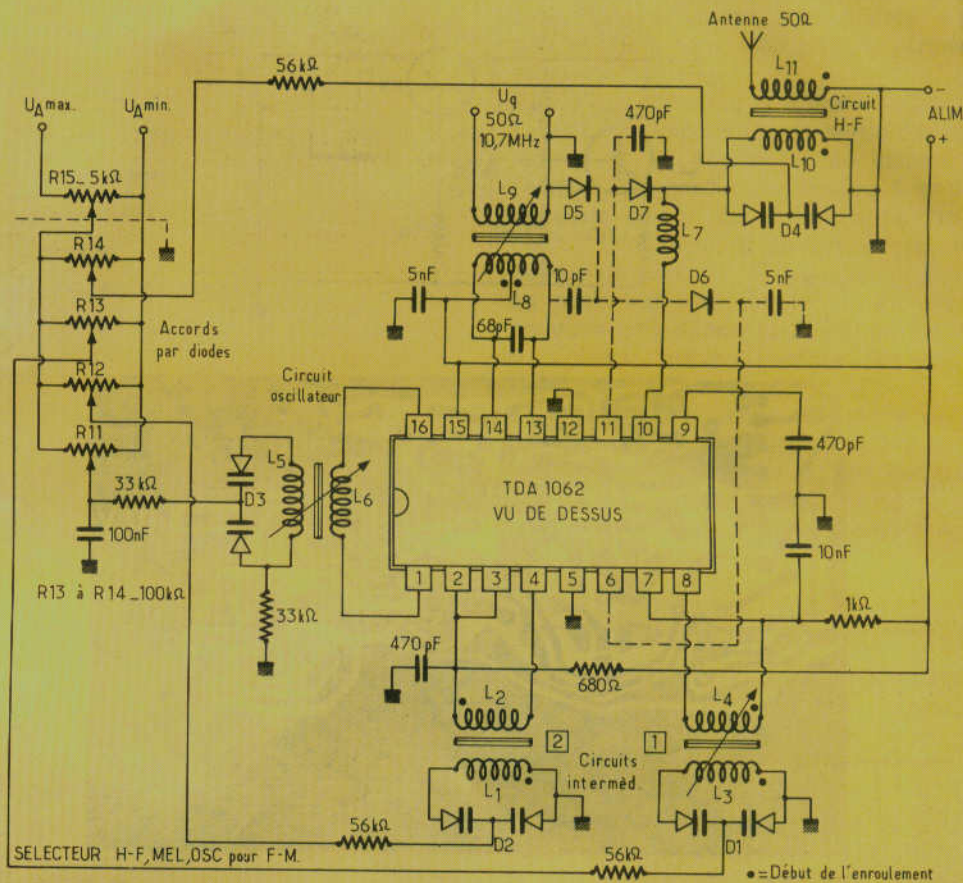 Antenne 50Ω
L11
56kΩ
UΔmax.
UΔmin.
Uq
50Ω
10,7MHz
470pF
Circuit
H-F
−
ALIM
+
L10
R15_5kΩ
L9
D5
D7
D4
R14
L7
5nF
10pF
D6
5nF
R13
L8
68pF
Accords
par diodes
R12
Circuit
oscillateur
16 15 14 13 12 11 10 9
R11
L5
470pF
33kΩ
D3
L6
TDA 1062
VU DE DESSUS
100nF
10nF
1 2 3 4 5 6 7 8
R13 à R14_100kΩ
33kΩ
1kΩ
470pF
680Ω
L2
L4
2
1
Circuits
interméd.
L1
L3
56kΩ
D2
D1
SELECTEUR H-F,MEL,OSC pour F-M.
56kΩ
•=Début de l'enroulement